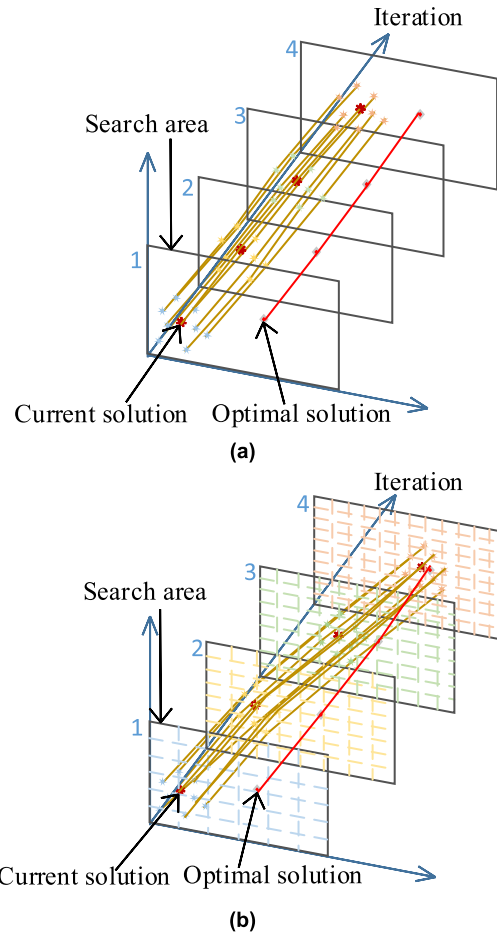 Iteration
4
Search area
3
2
1
Current solution
Optimal solution
(a)
Iteration
4
3
Search area
2
1
Current solution
Optimal solution
(b)